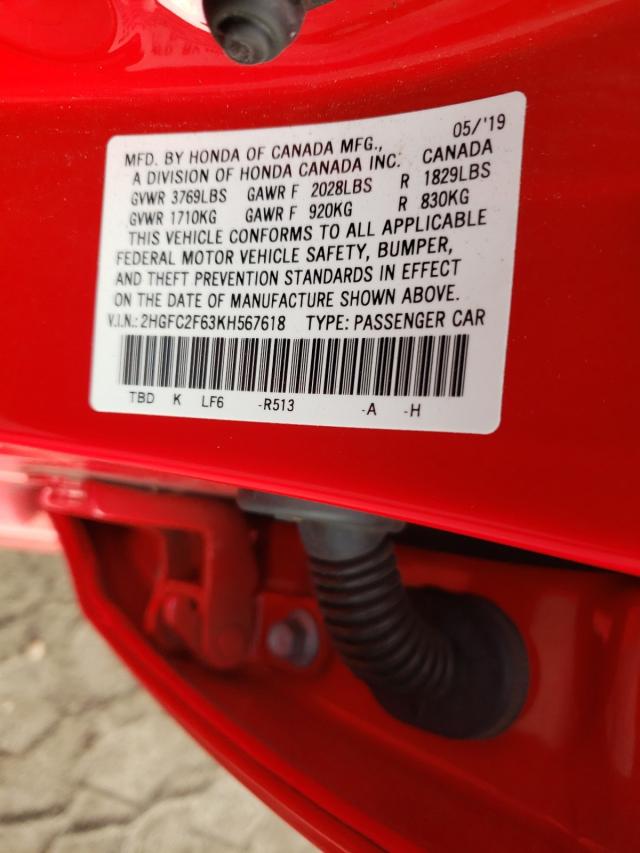 05/'19
MFD. BY HONDA OF CANADA MFG.,
A DIVISION OF HONDA CANADA INC. CANADA
GVWR 3769LBS GAWR F 2028LBS R 1829LBS
GVWR 1710KG GAWR F 920KG R 830KG
THIS VEHICLE CONFORMS TO ALL APPLICABLE
FEDERAL MOTOR VEHICLE SAFETY, BUMPER,
AND THEFT PREVENTION STANDARDS IN EFFECT
ON THE DATE OF MANUFACTURE SHOWN ABOVE.
V.I.N.: 2HGFC2F63KH567618 TYPE: PASSENGER CAR
TBD K LF6 -R513 -A -H